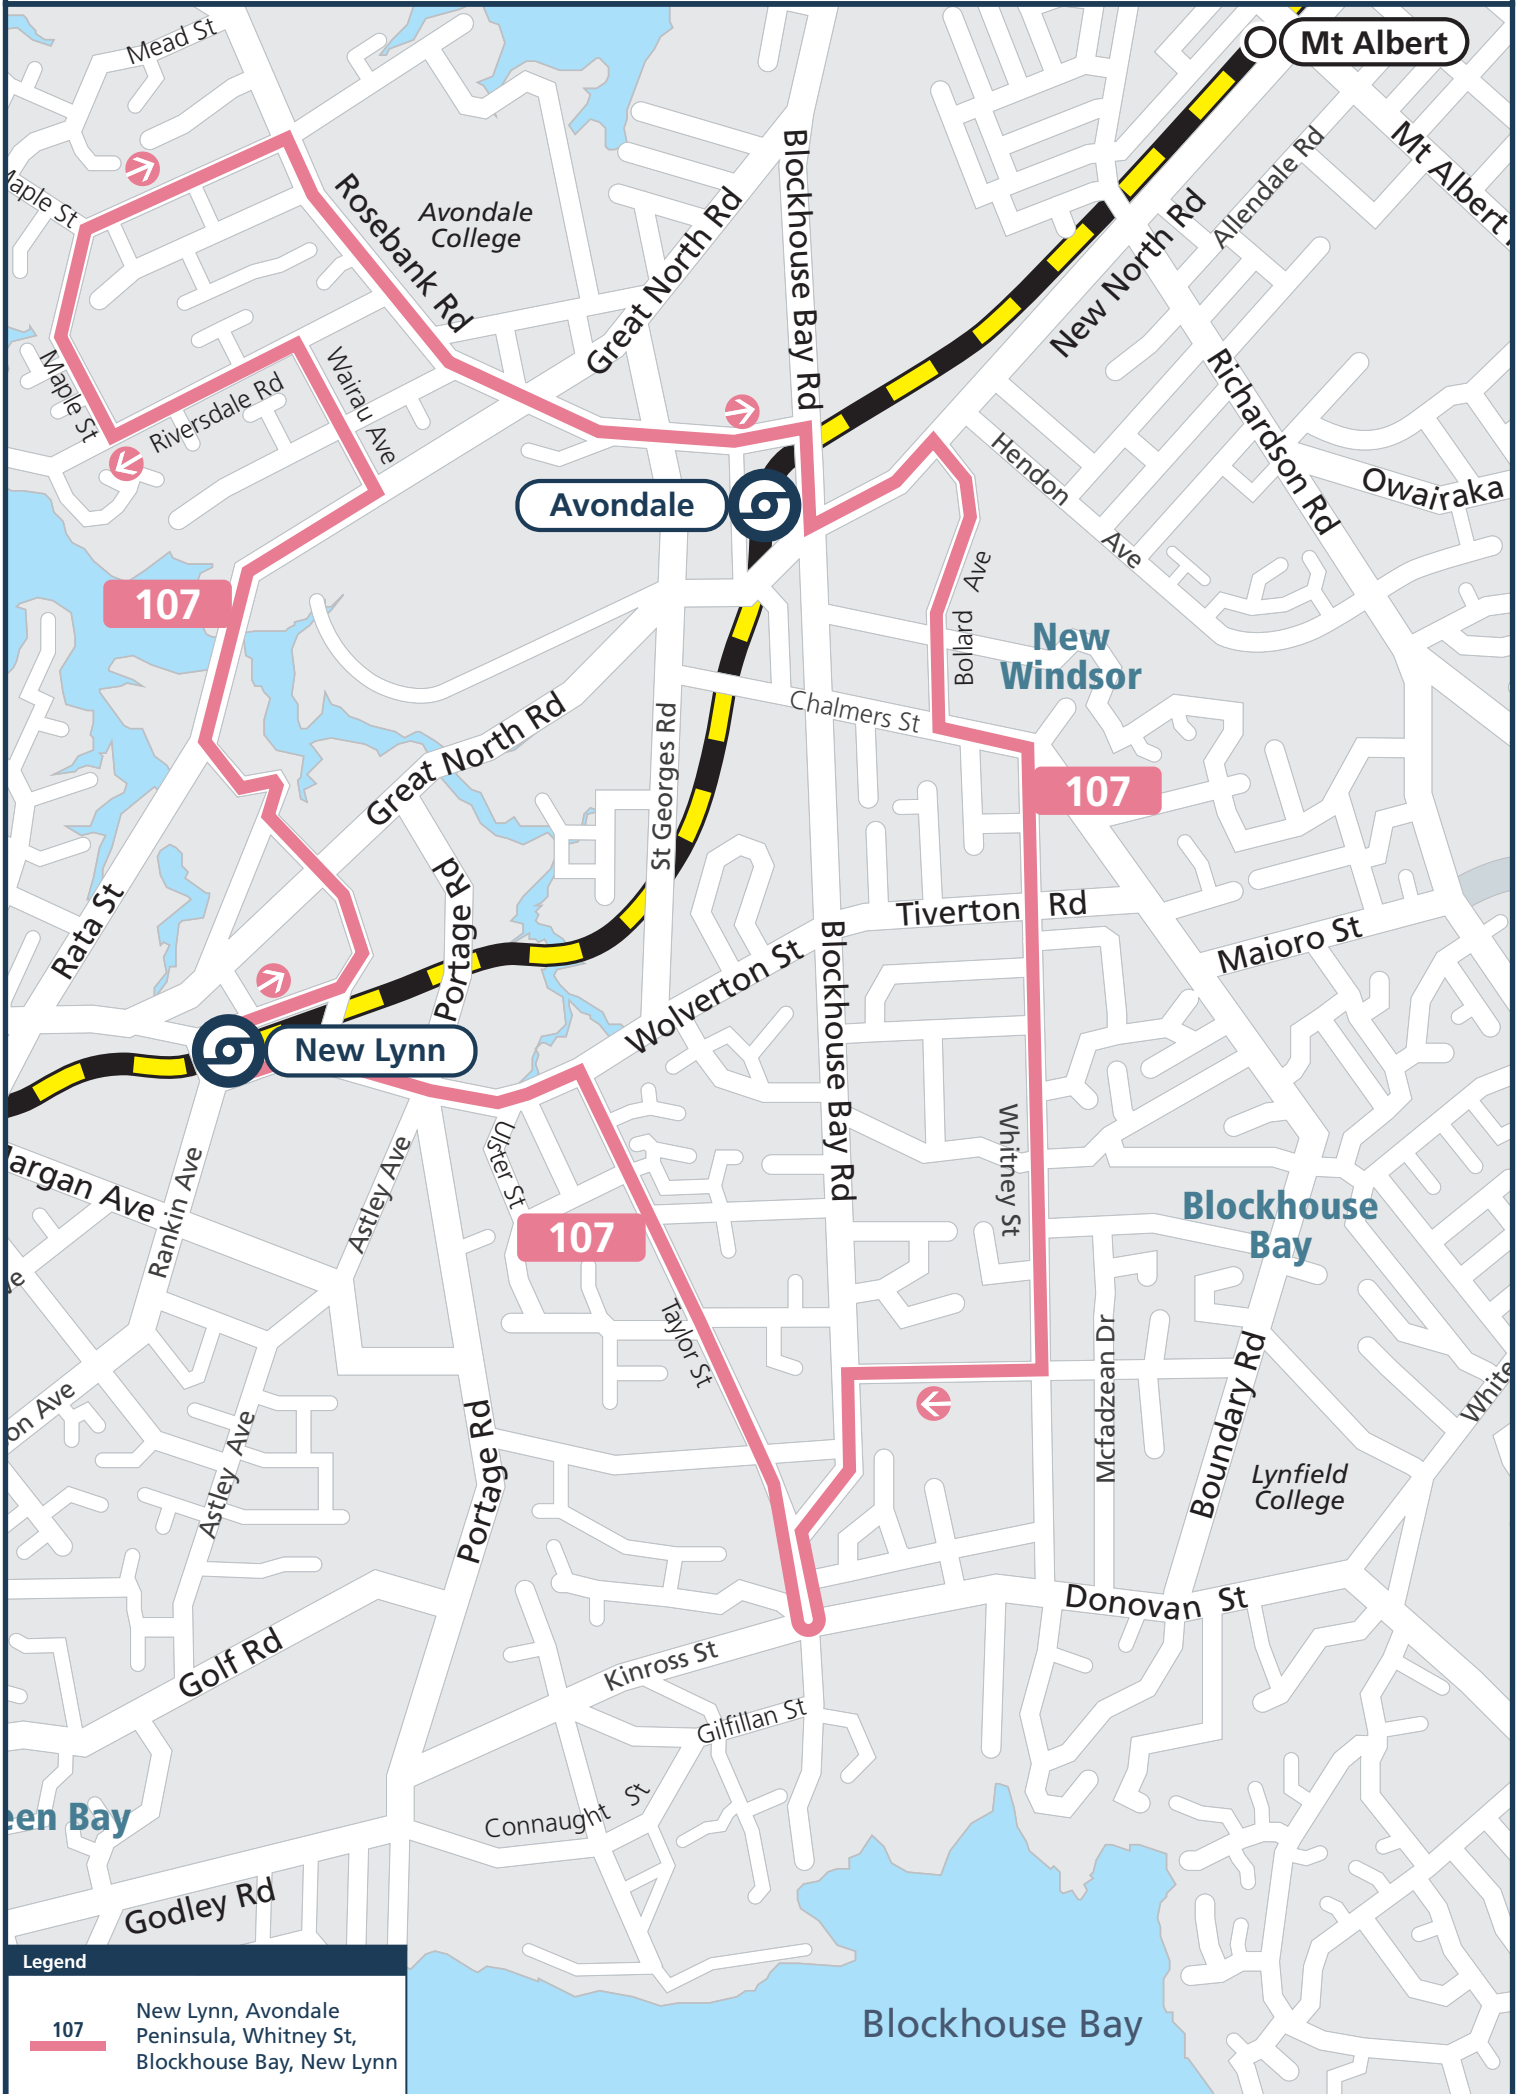 Mead St
Mt Albert
Mt Albert
Maple St
Rosebank Rd
Avondale
College
Great North Rd
Blockhouse Bay Rd
New North Rd
Allendale Rd
Maple St
Riversdale Rd
Wairau Ave
Richardson Rd
Hendon Ave
Owairaka
Avondale
107
Bollard Ave
New
Windsor
Chalmers St
Great North Rd
St Georges Rd
107
Portage Rd
Rata St
Tiverton Rd
Maioro St
Wolverton St
Blockhouse Bay Rd
New Lynn
Whitney St
Ulster St
Margan Ave
Rankin Ave
Astley Ave
107
Blockhouse
Bay
Taylor St
Mcfadzean Dr
Boundary Rd
White
on Ave
Astley Ave
Portage Rd
Lynfield
College
Donovan St
Golf Rd
Kinross St
Gilfillan St
Connaught St
een Bay
Godley Rd
Legend
107
New Lynn, Avondale
Peninsula, Whitney St,
Blockhouse Bay, New Lynn
Blockhouse Bay